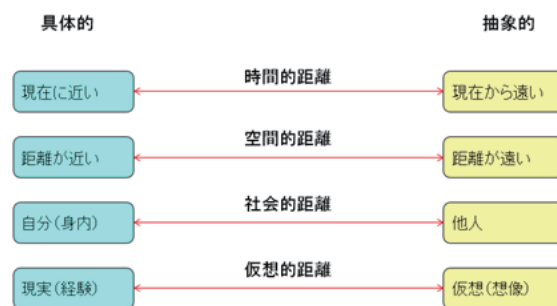 具体的 抽象的
時間的距離
現在に近い 現在から遠い
空間的距離
距離が近い 距離が遠い
社会的距離
自分(身内) 他人
仮想的距離
現実(経験) 仮想(想像)